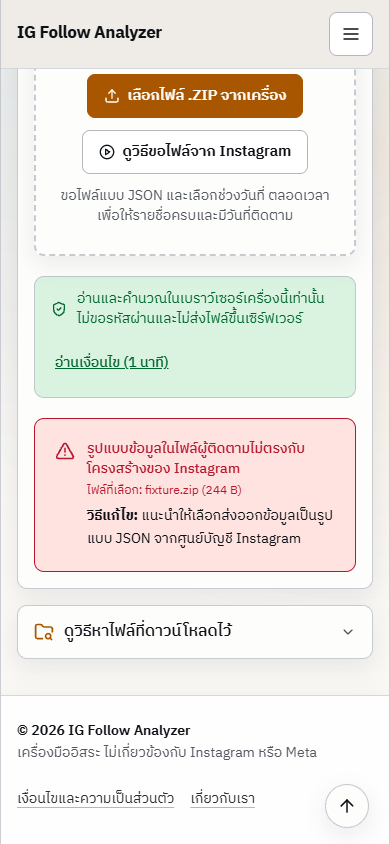 IG Follow Analyzer
เลือกไฟล์ .ZIP จากเครื่อง
ดูวิธีขอไฟล์จาก Instagram
ขอไฟล์แบบ JSON และเลือกช่วงวันที่ ตลอดเวลา
เพื่อให้รายชื่อครบและมีวันที่ติดตาม
อ่านและคำนวณในเบราว์เซอร์เครื่องนี้เท่านั้น
ไม่ขอรหัสผ่านและไม่ส่งไฟล์ขึ้นเซิร์ฟเวอร์
อ่านเงื่อนไข (1 นาที)
รูปแบบข้อมูลในไฟล์ผู้ติดตามไม่ตรงกับ
โครงสร้างของ Instagram
ไฟล์ที่เลือก: fixture.zip (244 B)
วิธีแก้ไข: แนะนำให้เลือกส่งออกข้อมูลเป็นรูป
แบบ JSON จากศูนย์บัญชี Instagram
ดูวิธีหาไฟล์ที่ดาวน์โหลดไว้
© 2026 IG Follow Analyzer
เครื่องมืออิสระ ไม่เกี่ยวข้องกับ Instagram หรือ Meta
เงื่อนไขและความเป็นส่วนตัว เกี่ยวกับเรา